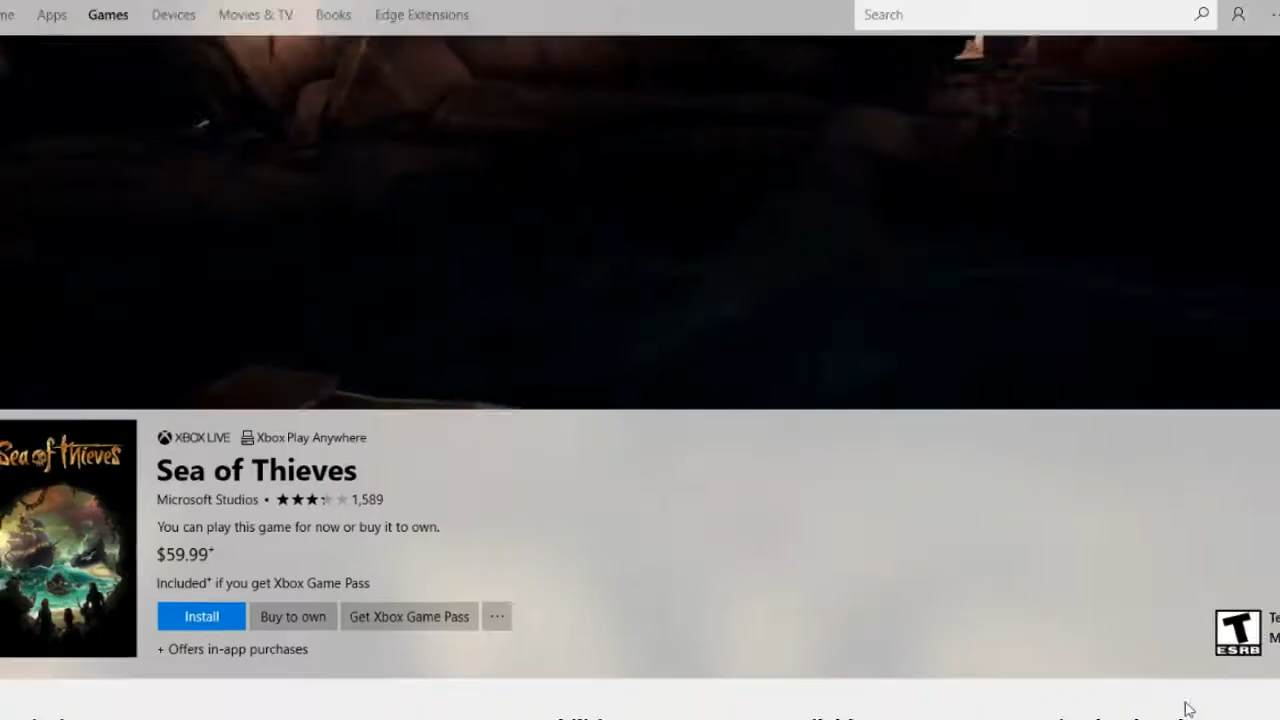 Apps Games Devices Movies & TV Books Edge Extensions Search
Sea of Thieves
XBOX LIVE Xbox Play Anywhere
Sea of Thieves
Microsoft Studios • 1,589
You can play this game for now or buy it to own.
$59.99+
Included+ if you get Xbox Game Pass
Install Buy to own Get Xbox Game Pass ...
+ Offers in-app purchases
T
ESRB